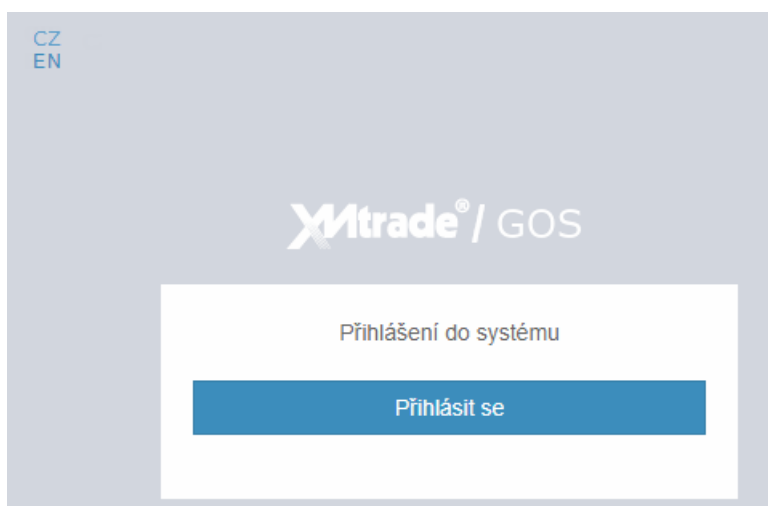 CZ
EN
XMtrade®/ GOS
Přihlášení do systému
Přihlásit se